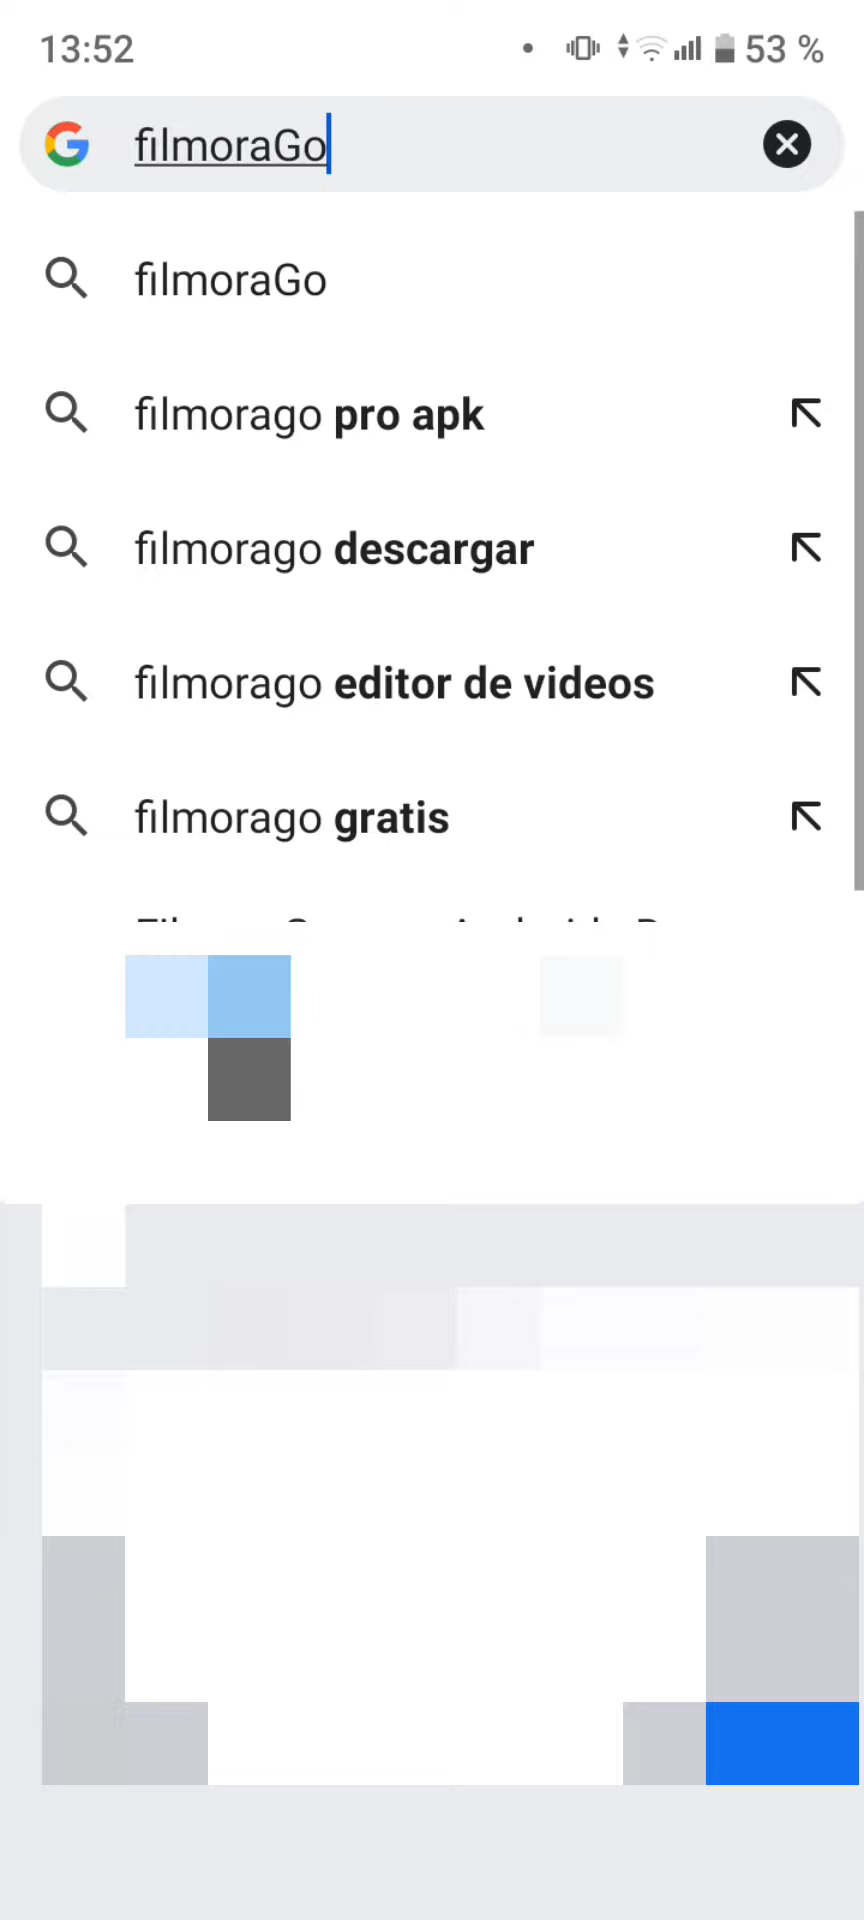 13:52
53 %
filmoraGo
filmoraGo
filmorago pro apk
filmorago descargar
filmorago editor de videos
filmorago gratis